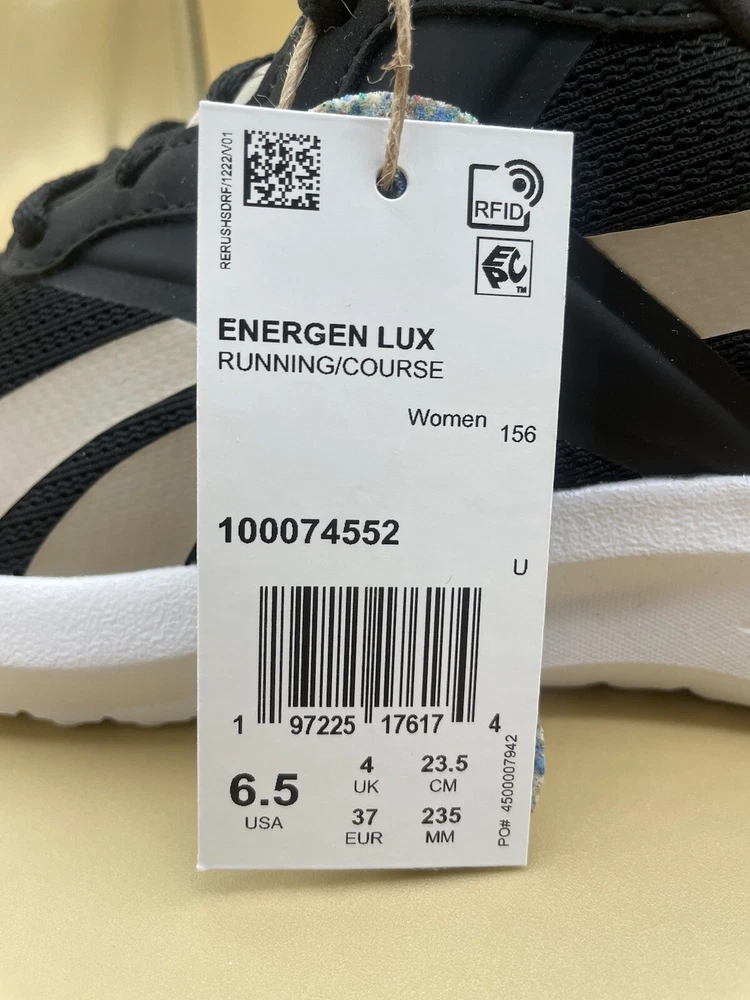 RERUSHSDRF/1222/V01
RFID
EPC
TM
ENERGEN LUX
RUNNING/COURSE
Women 156
100074552
U
1 97225 17617 4
6.5
USA
4
UK
23.5
CM
37
EUR
235
MM
PO# 4500007942